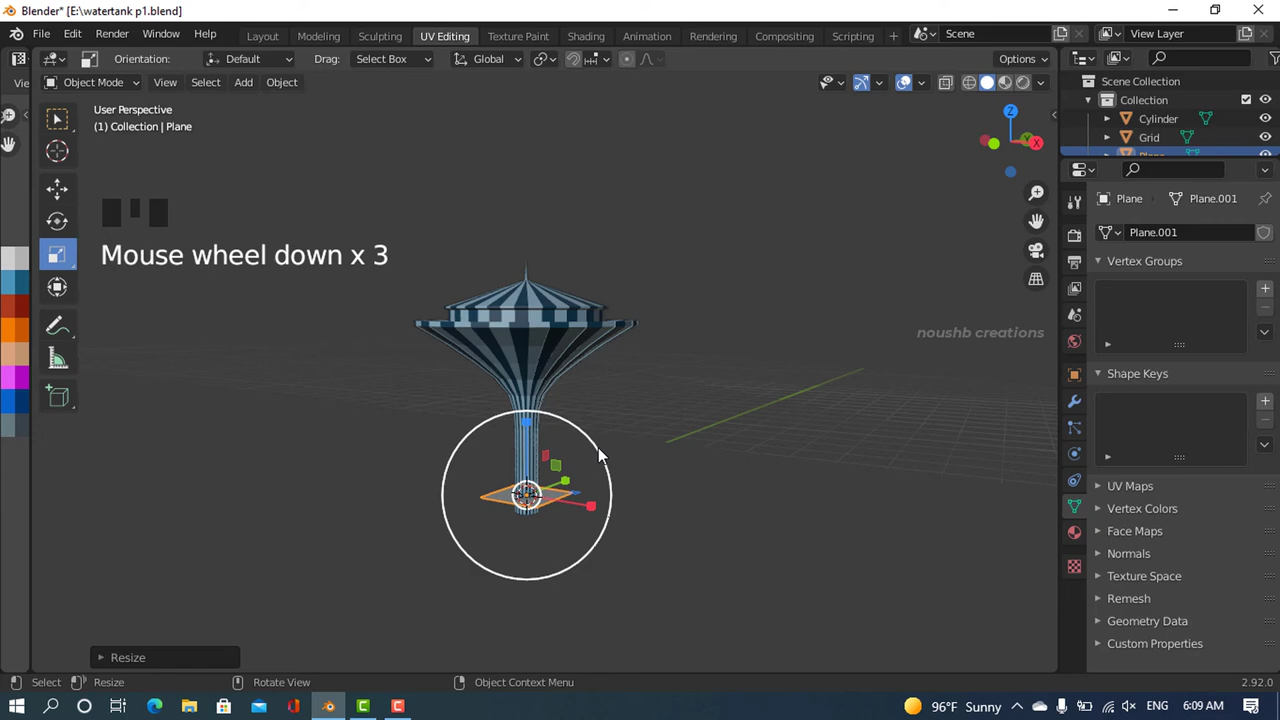 Blender* [E:\watertank p1.blend]
File Edit Render Window Help Layout Modeling Sculpting UV Editing Texture Paint Shading Animation Rendering Compositing Scripting Scene View Layer
Orientation: Default Drag: Select Box Global Options
Vie Object Mode View Select Add Object
User Perspective
(1) Collection | Plane
Z
Y
X
Mouse wheel down x 3
noushb creations
Resize
Scene Collection
Collection
Cylinder
Grid
Plane
Plane Plane.001
Plane.001
Vertex Groups
Shape Keys
UV Maps
Vertex Colors
Face Maps
Normals
Texture Space
Remesh
Geometry Data
Custom Properties
Select Resize Rotate View Object Context Menu 2.92.0
96°F Sunny ENG 6:09 AM